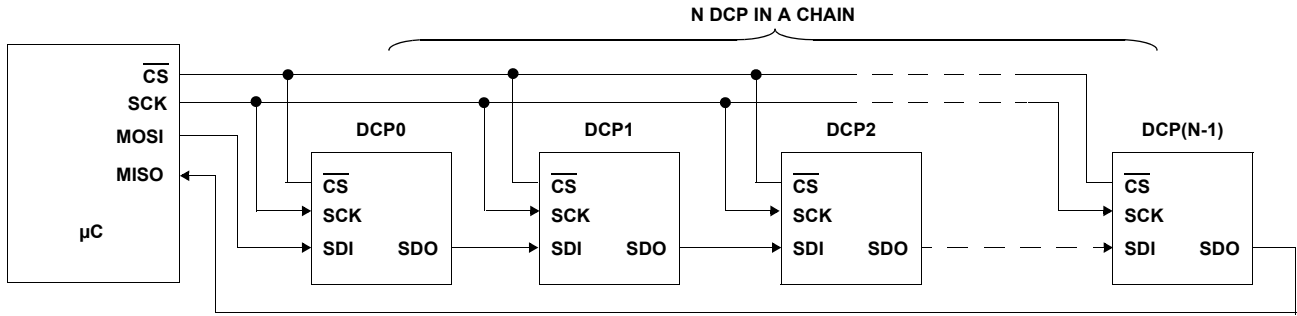 N DCP IN A CHAIN
CS
SCK
MOSI
MISO
µC
DCP0
CS
SCK
SDI SDO
DCP1
CS
SCK
SDI SDO
DCP2
CS
SCK
SDI SDO
DCP(N-1)
CS
SCK
SDI SDO